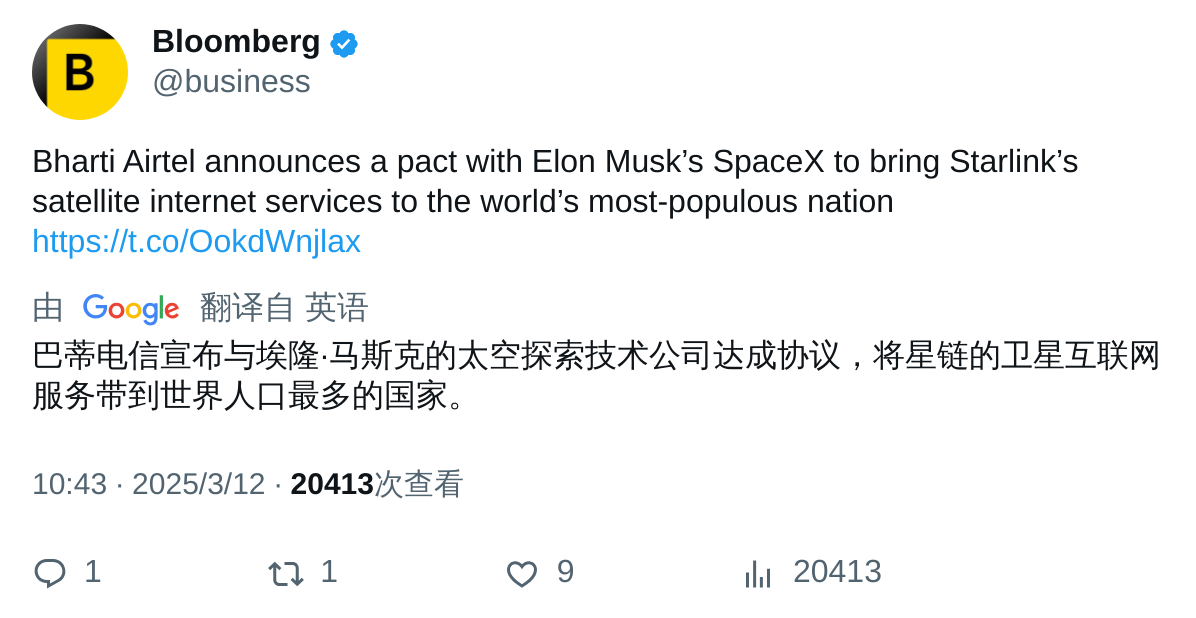 B
Bloomberg
@business
Bharti Airtel announces a pact with Elon Musk’s SpaceX to bring Starlink’s
satellite internet services to the world’s most-populous nation
https://t.co/OokdWnjlax
由 Google 翻译自 英语
巴蒂电信宣布与埃隆·马斯克的太空探索技术公司达成协议，将星链的卫星互联网
服务带到世界人口最多的国家。
10:43 · 2025/3/12 · 20413次查看
1 1 9 20413